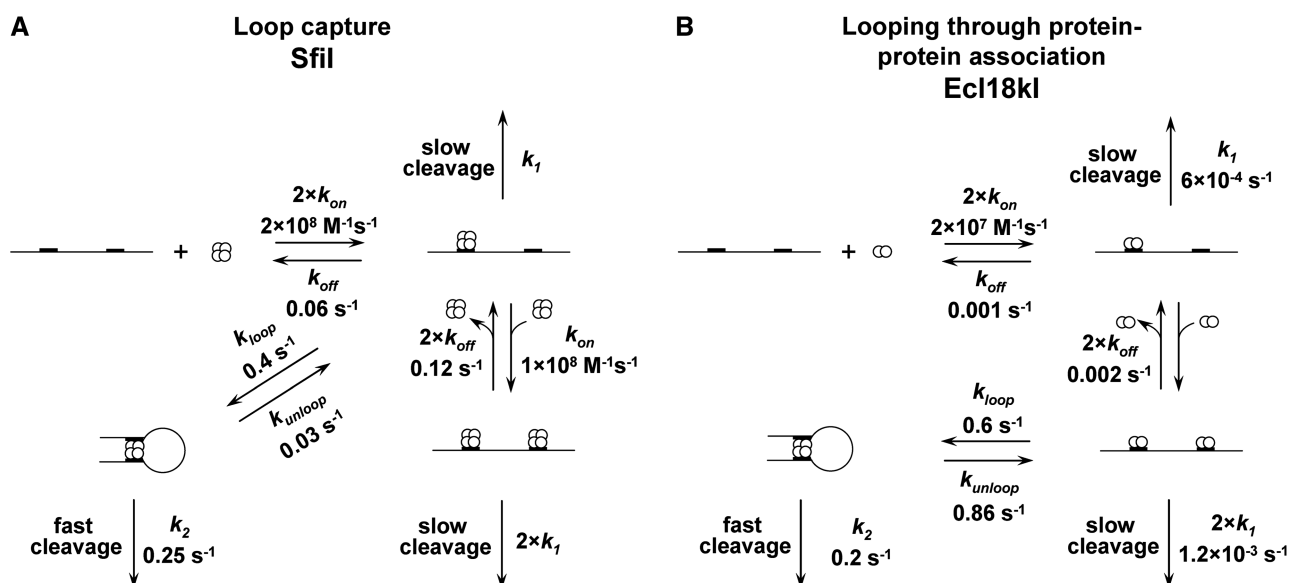 A
Loop capture
SfiI
slow
cleavage
k1
2×kon
2×10⁸ M⁻¹s⁻¹
+
koff
0.06 s⁻¹
kloop
0.4 s⁻¹
kunloop
0.03 s⁻¹
2×koff
0.12 s⁻¹
kon
1×10⁸ M⁻¹s⁻¹
fast
cleavage
k2
0.25 s⁻¹
slow
cleavage
2×k1
B
Looping through protein-
protein association
Ecl18kI
slow
cleavage
k1
6×10⁻⁴ s⁻¹
2×kon
2×10⁷ M⁻¹s⁻¹
+
koff
0.001 s⁻¹
2×koff
0.002 s⁻¹
kloop
0.6 s⁻¹
kunloop
0.86 s⁻¹
fast
cleavage
k2
0.2 s⁻¹
slow
cleavage
2×k1
1.2×10⁻³ s⁻¹